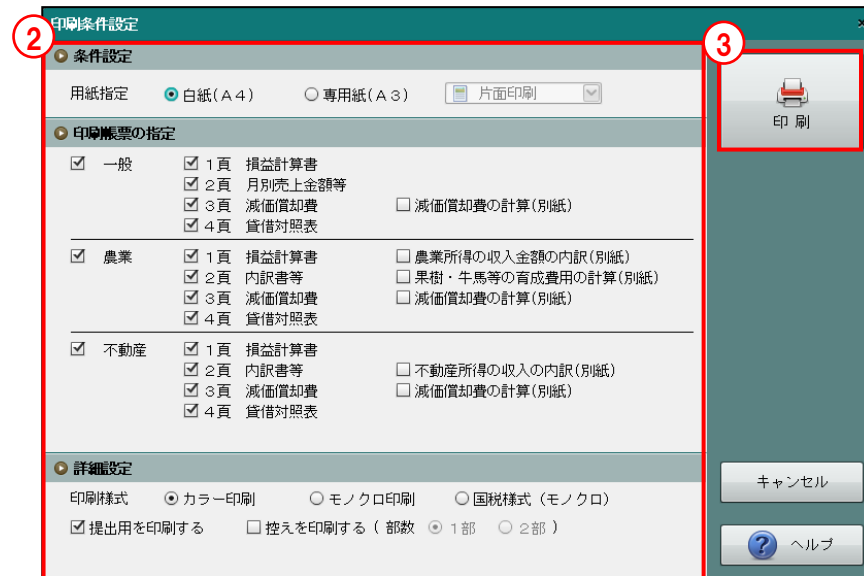 印刷条件設定
×
2
3
条件設定
用紙指定 白紙(A4) 専用紙(A3) 片面印刷
印刷
印刷帳票の指定
一般 1頁 損益計算書
2頁 月別売上金額等
3頁 減価償却費 減価償却費の計算(別紙)
4頁 貸借対照表
農業 1頁 損益計算書 農業所得の収入金額の内訳(別紙)
2頁 内訳書等 果樹・牛馬等の育成費用の計算(別紙)
3頁 減価償却費 減価償却費の計算(別紙)
4頁 貸借対照表
不動産 1頁 損益計算書
2頁 内訳書等 不動産所得の収入の内訳(別紙)
3頁 減価償却費 減価償却費の計算(別紙)
4頁 貸借対照表
詳細設定
印刷様式 カラー印刷 モノクロ印刷 国税様式(モノクロ)
提出用を印刷する 控えを印刷する(部数 1部 2部)
キャンセル
? ヘルプ